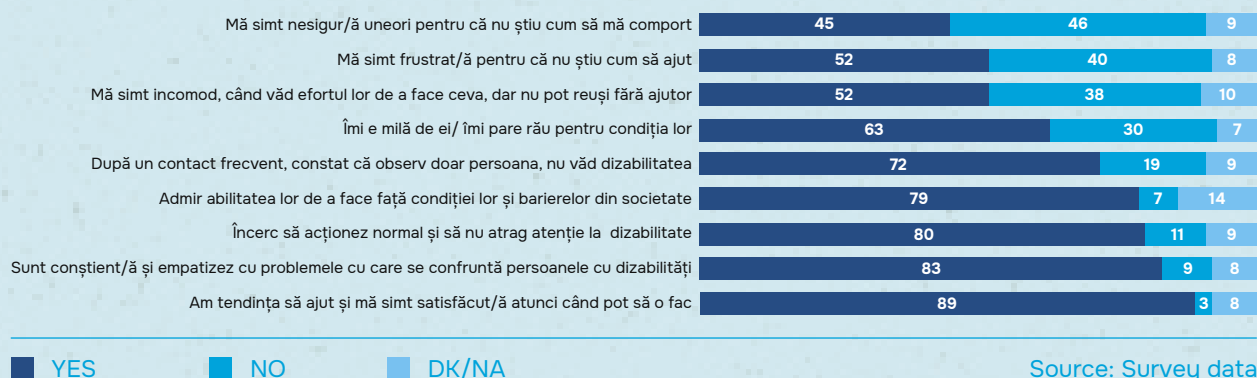 Mă simt nesigur/ă uneori pentru că nu știu cum să mă comport 45 46 9
Mă simt frustrat/ă pentru că nu știu cum să ajut 52 40 8
Mă simt incomod, când văd efortul lor de a face ceva, dar nu pot reuși fără ajutor 52 38 10
Îmi e milă de ei/ îmi pare rău pentru condiția lor 63 30 7
După un contact frecvent, constat că observ doar persoana, nu văd dizabilitatea 72 19 9
Admir abilitatea lor de a face față condiției lor și barierelor din societate 79 7 14
Încerc să acționez normal și să nu atrag atenție la dizabilitate 80 11 9
Sunt conștient/ă și empatizez cu problemele cu care se confruntă persoanele cu dizabilități 83 9 8
Am tendința să ajut și mă simt satisfăcut/ă atunci când pot să o fac 89 3 8
YES NO DK/NA Source: Survey data